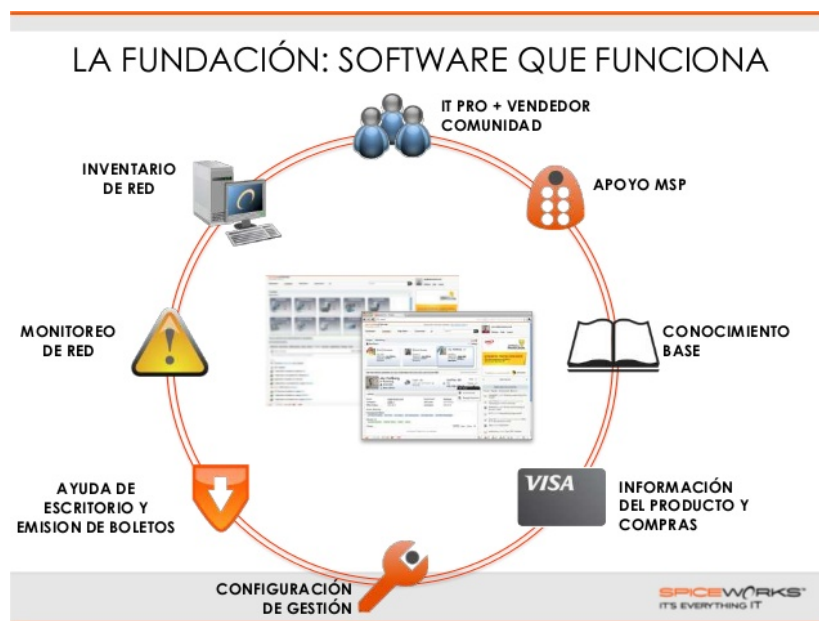 LA FUNDACIÓN: SOFTWARE QUE FUNCIONA
IT PRO + VENDEDOR
COMUNIDAD
INVENTARIO
DE RED
APOYO MSP
MONITOREO
DE RED
CONOCIMIENTO
BASE
VISA
AYUDA DE
ESCRITORIO Y
EMISION DE BOLETOS
INFORMACIÓN
DEL PRODUCTO Y
COMPRAS
CONFIGURACIÓN
DE GESTIÓN
SPICEWORKS
IT'S EVERYTHING IT